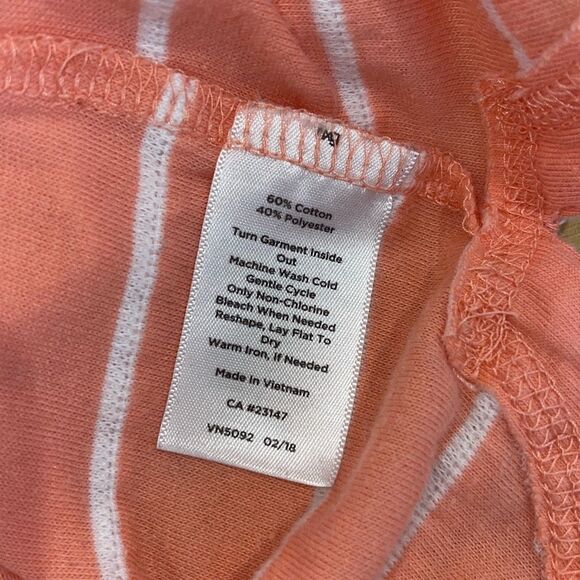 60% Cotton
40% Polyester
Turn Garment Inside
Out
Machine Wash Cold
Gentle Cycle
Only Non-Chlorine
Bleach When Needed
Reshape, Lay Flat To
Dry
Warm Iron, If Needed
Made in Vietnam
CA #23147
VN5092 02/18